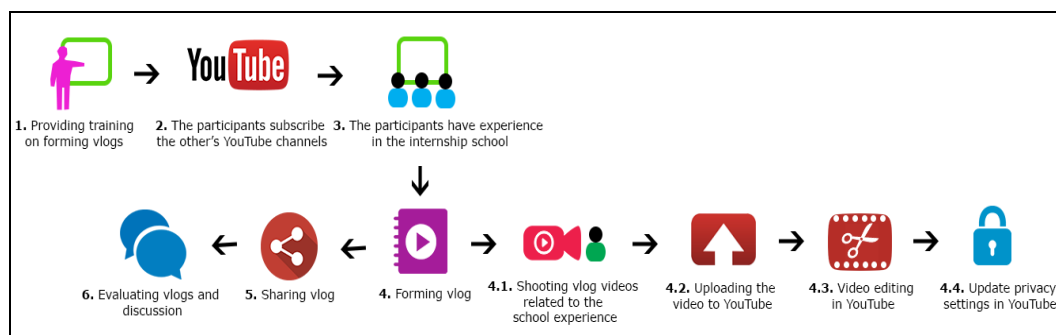 YouTube
1. Providing training
on forming vlogs
2. The participants subscribe
the other's YouTube channels
3. The participants have experience
in the internship school
6. Evaluating vlogs and
discussion
5. Sharing vlog
4. Forming vlog
4.1. Shooting vlog videos
related to the
school experience
4.2. Uploading the
video to YouTube
4.3. Video editing
in YouTube
4.4. Update privacy
settings in YouTube